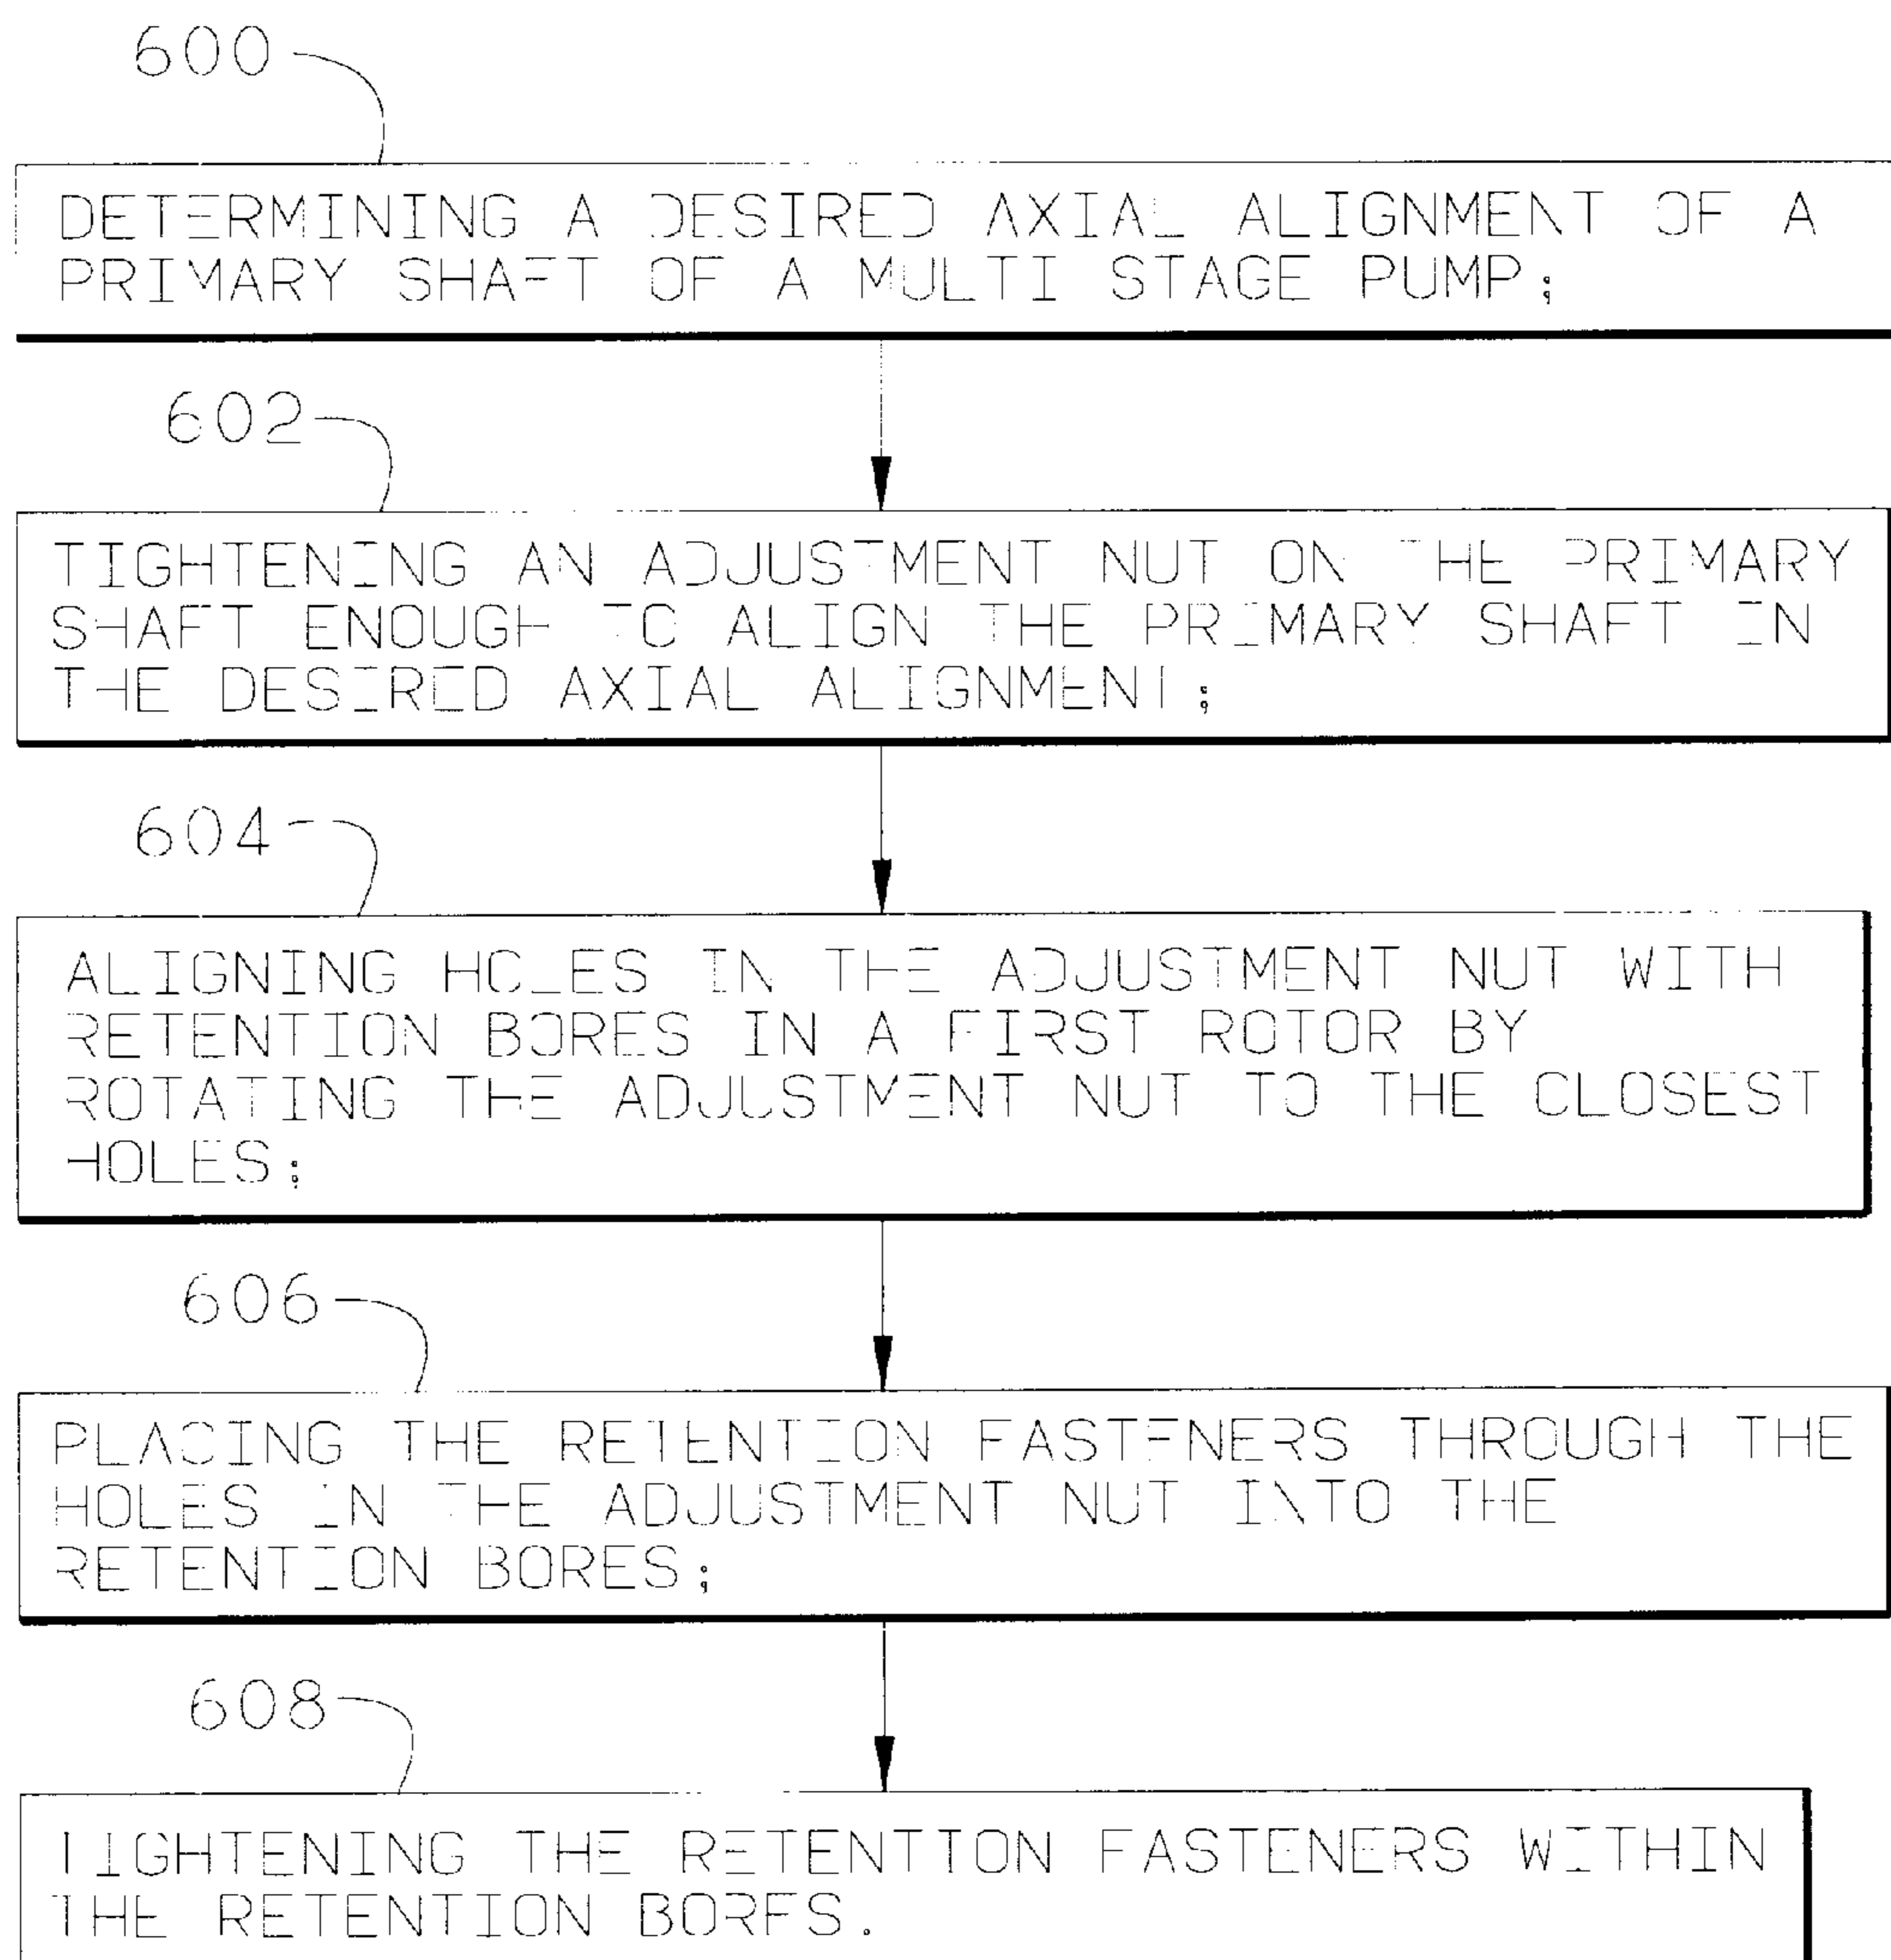 600
DETERMINING A DESIRED AXIAL ALIGNMENT OF A
PRIMARY SHAFT OF A MULTI STAGE PUMP;
602
TIGHTENING AN ADJUSTMENT NUT ON THE PRIMARY
SHAFT ENOUGH TO ALIGN THE PRIMARY SHAFT IN
THE DESIRED AXIAL ALIGNMENT;
604
ALIGNING HOLES IN THE ADJUSTMENT NUT WITH
RETENTION BORES IN A FIRST ROTOR BY
ROTATING THE ADJUSTMENT NUT TO THE CLOSEST
HOLES;
606
PLACING THE RETENTION FASTENERS THROUGH THE
HOLES IN THE ADJUSTMENT NUT INTO THE
RETENTION BORES;
608
TIGHTENING THE RETENTION FASTENERS WITHIN
THE RETENTION BORES.